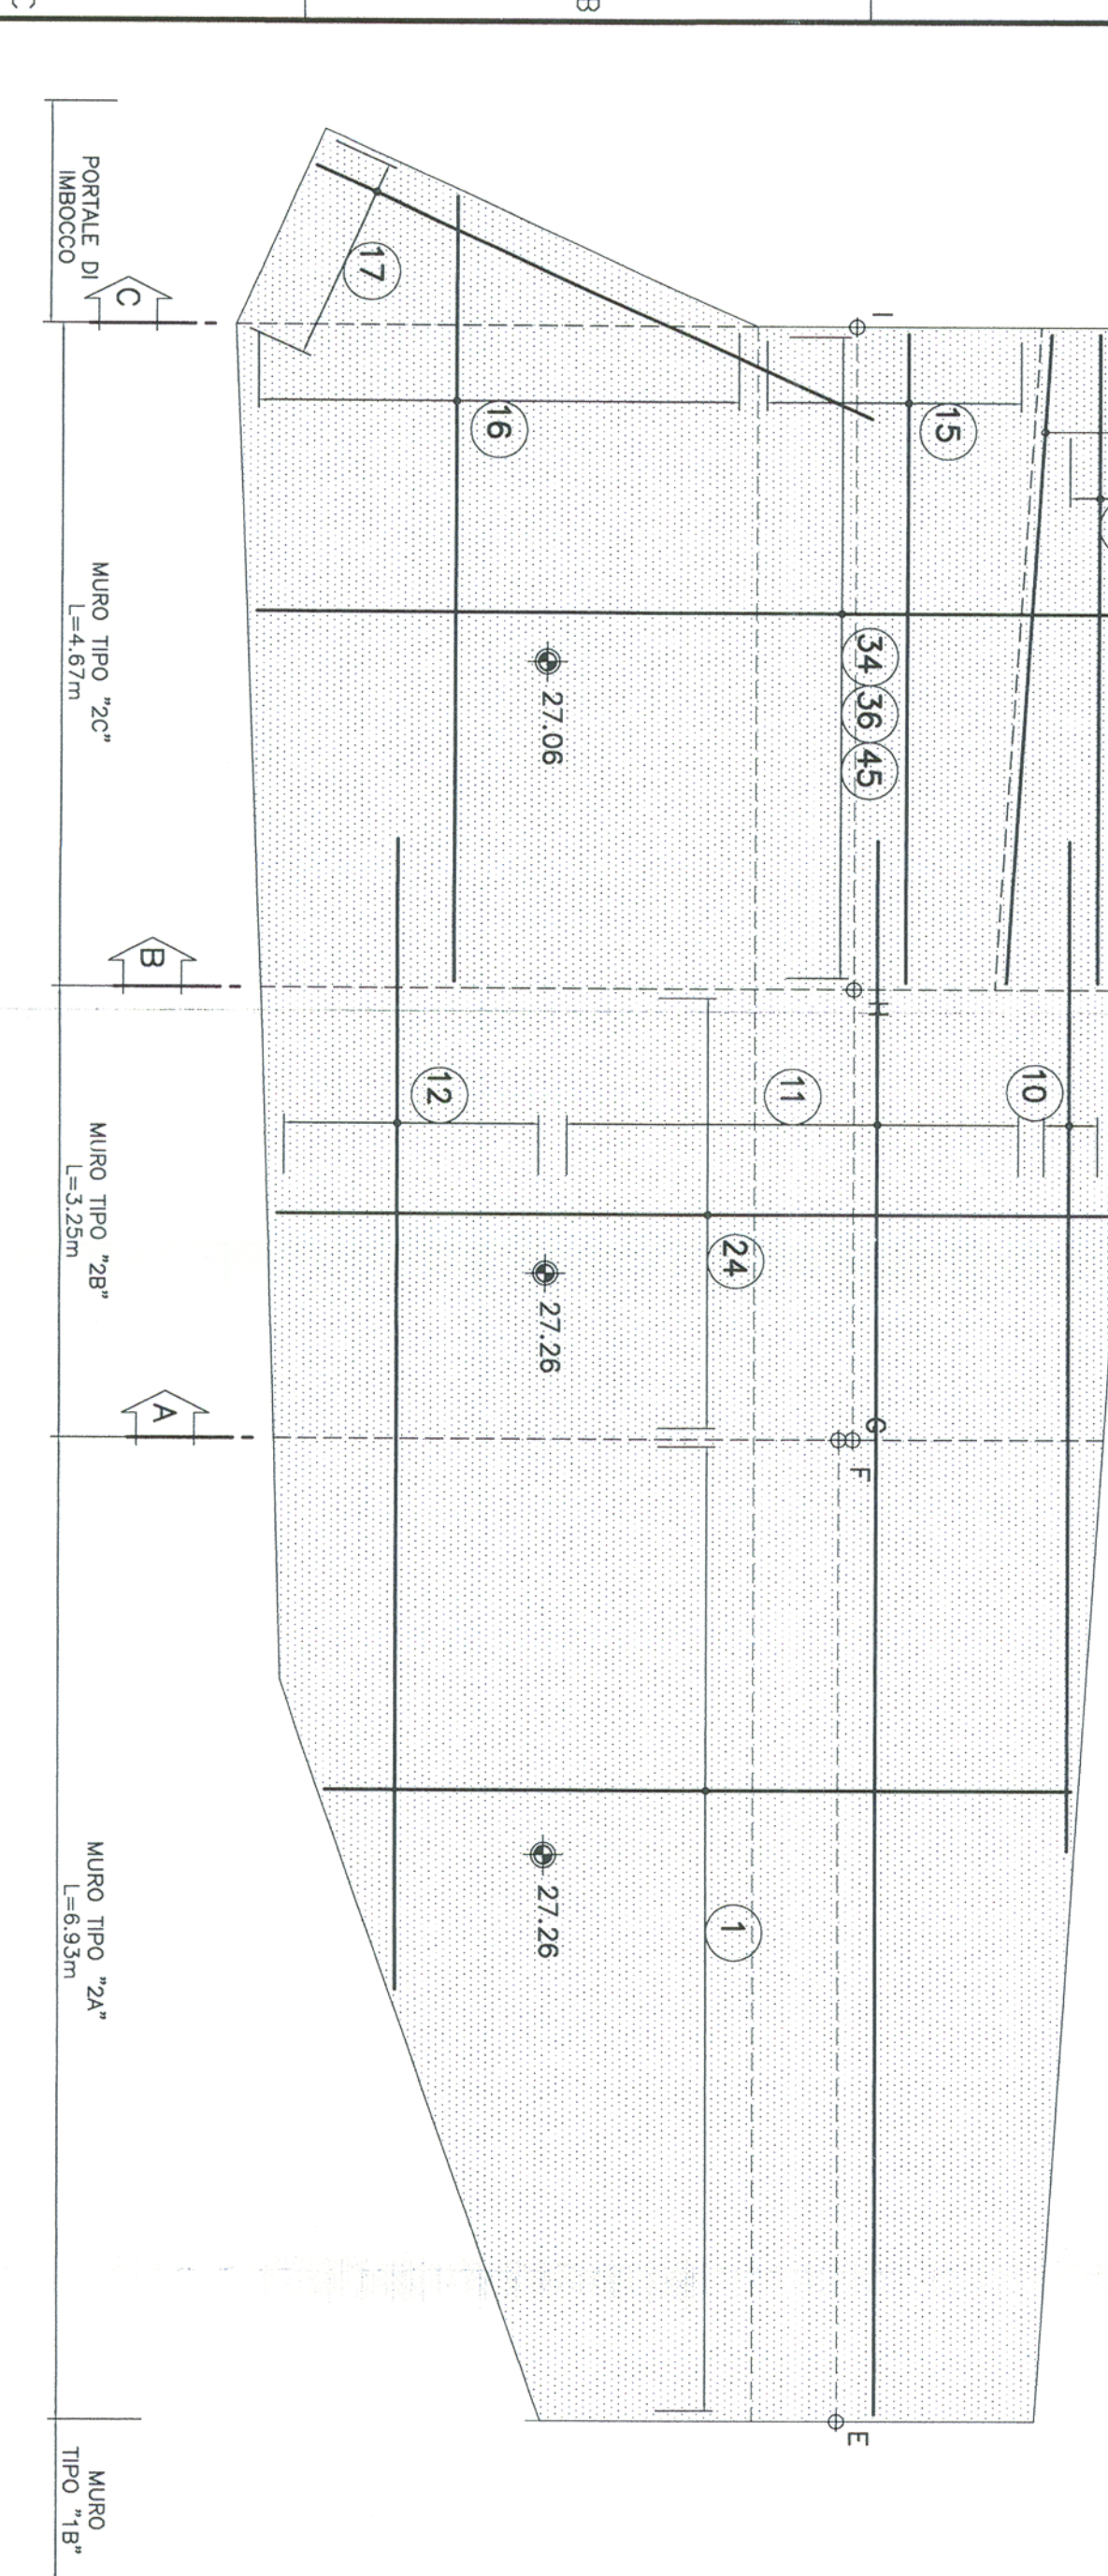 C
B
PORTALE DI
IMBOCCO
C
17
I
16
15
MURO TIPO "2C"
L=4.67m
34 36 45
27.06
B
H
12
11
10
MURO TIPO "2B"
L=3.25m
24
27.26
A
G
F
MURO TIPO "2A"
L=6.93m
27.26
1
E
MURO
TIPO "1B"